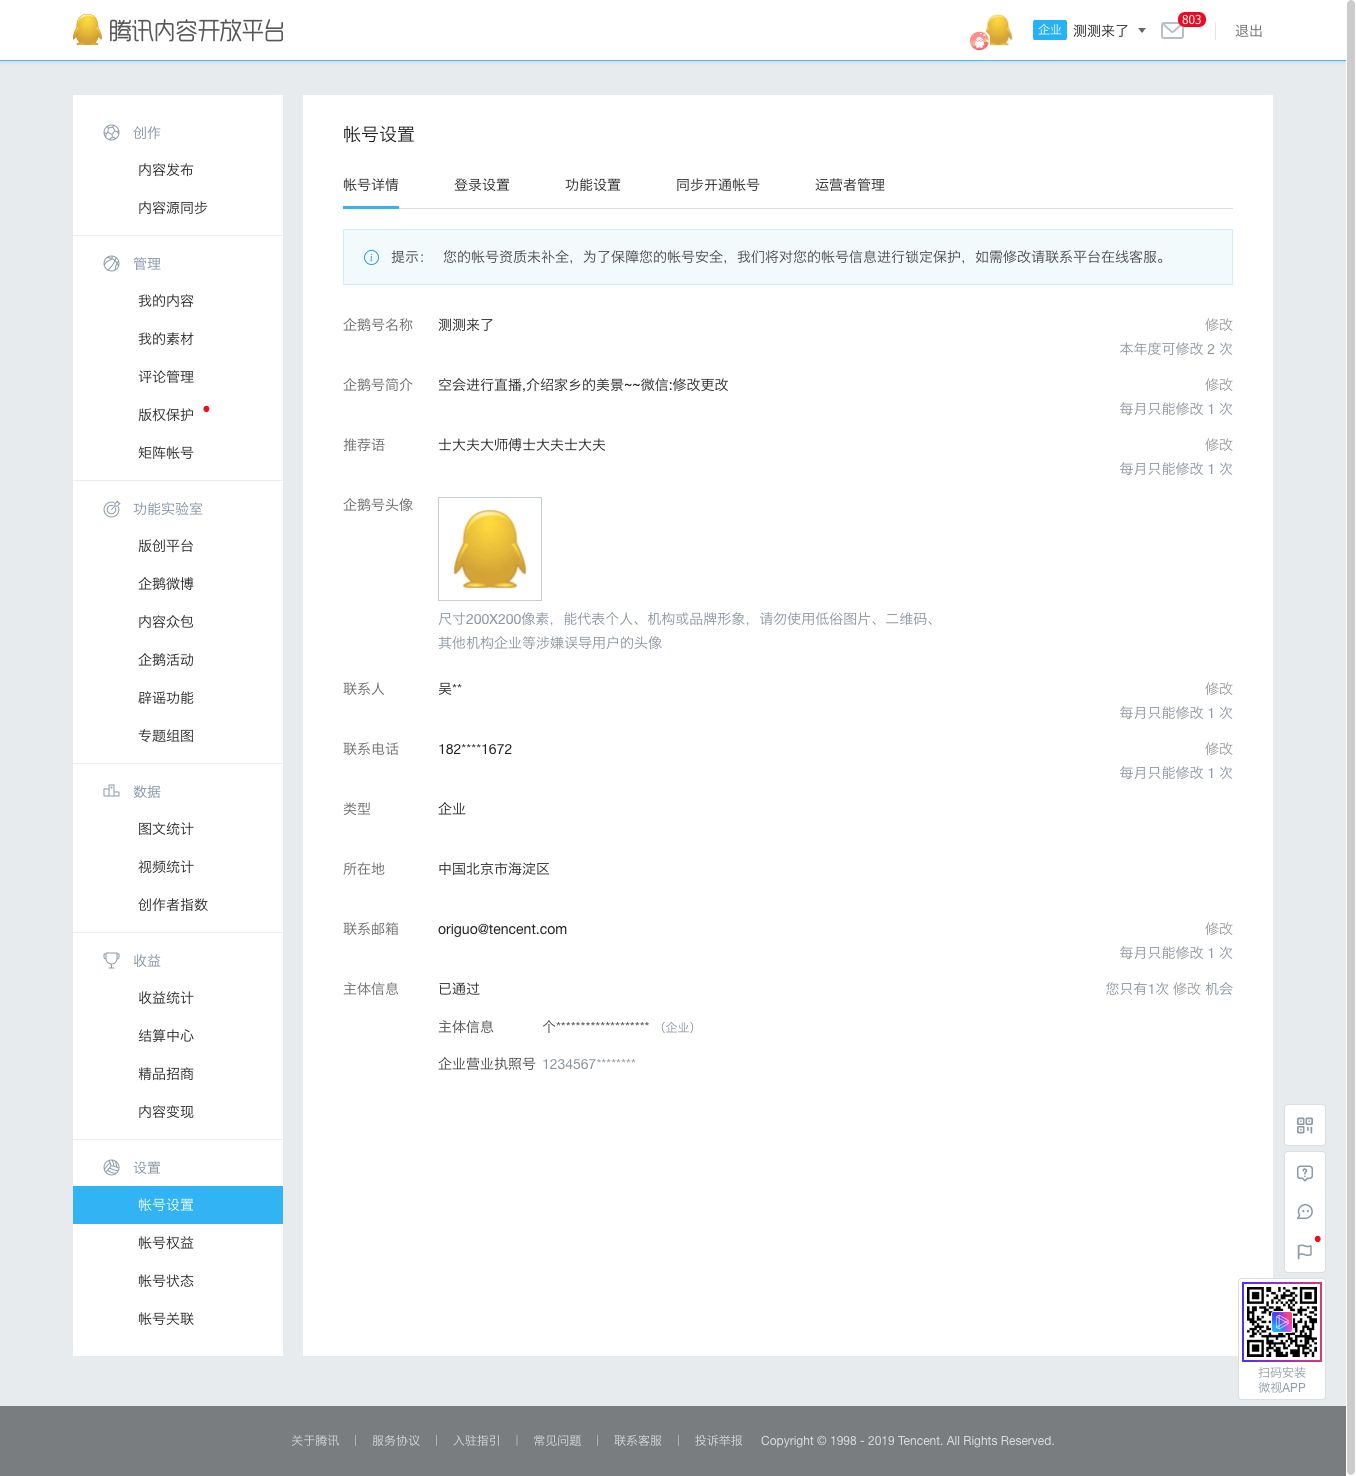 腾讯内容开放平台
企业 测测来了 803 退出
创作
内容发布
内容源同步
管理
我的内容
我的素材
评论管理
版权保护
矩阵帐号
功能实验室
版创平台
企鹅微博
内容众包
企鹅活动
辟谣功能
专题组图
数据
图文统计
视频统计
创作者指数
收益
收益统计
结算中心
精品招商
内容变现
设置
帐号设置
帐号权益
帐号状态
帐号关联
帐号设置
帐号详情 登录设置 功能设置 同步开通帐号 运营者管理
提示： 您的帐号资质未补全，为了保障您的帐号安全，我们将对您的帐号信息进行锁定保护，如需修改请联系平台在线客服。
企鹅号名称 测测来了 修改
本年度可修改 2 次
企鹅号简介 空会进行直播,介绍家乡的美景~~微信:修改更改 修改
每月只能修改 1 次
推荐语 士大夫大师傅士大夫士大夫 修改
每月只能修改 1 次
企鹅号头像
尺寸200X200像素，能代表个人、机构或品牌形象，请勿使用低俗图片、二维码、
其他机构企业等涉嫌误导用户的头像
联系人 吴** 修改
每月只能修改 1 次
联系电话 182****1672 修改
每月只能修改 1 次
类型 企业
所在地 中国北京市海淀区
联系邮箱 origuo@tencent.com 修改
每月只能修改 1 次
主体信息 已通过 您只有1次 修改 机会
主体信息 个******************* （企业）
企业营业执照号 1234567********
扫码安装
微视APP
关于腾讯 | 服务协议 | 入驻指引 | 常见问题 | 联系客服 | 投诉举报 Copyright © 1998 - 2019 Tencent. All Rights Reserved.